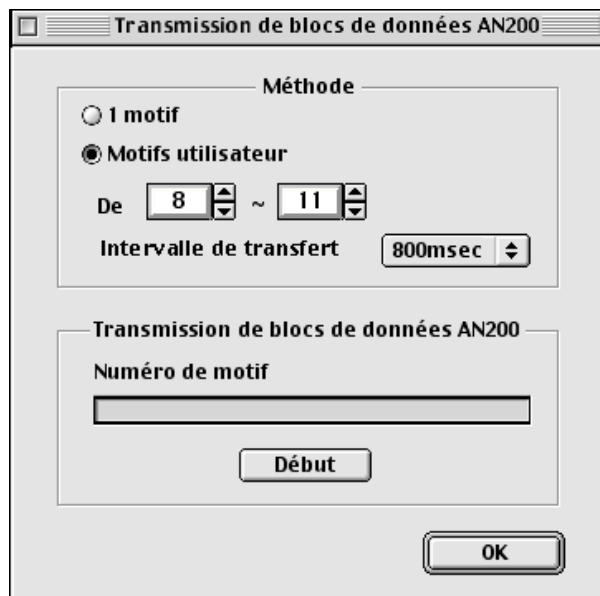 Transmission de blocs de données AN200
Méthode
1 motif
Motifs utilisateur
De 8 ~ 11
Intervalle de transfert 800msec
Transmission de blocs de données AN200
Numéro de motif
Début
OK